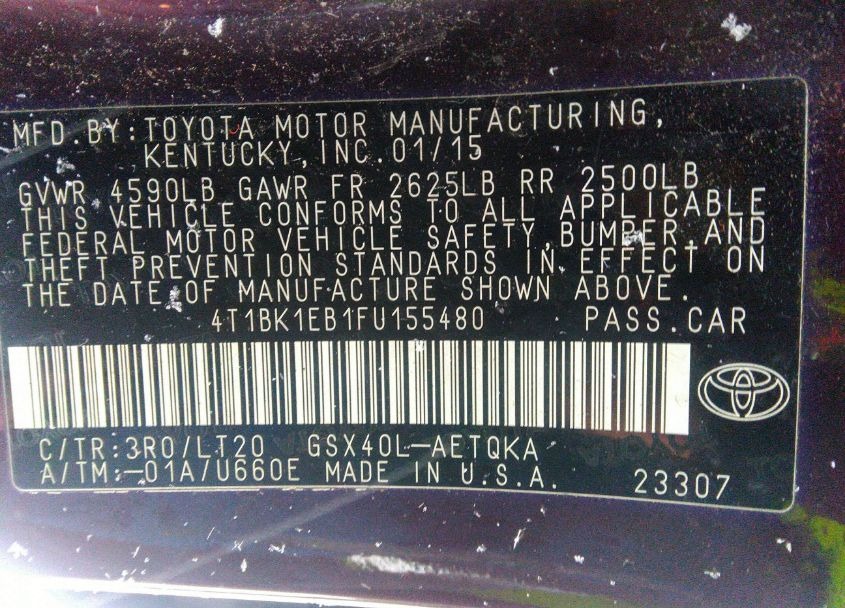 MFD. BY: TOYOTA MOTOR MANUFACTURING,
KENTUCKY, INC. 01/15
GVWR 4590LB GAWR FR 2625LB RR 2500LB
THIS VEHICLE CONFORMS TO ALL APPLICABLE
FEDERAL MOTOR VEHICLE SAFETY, BUMPER, AND
THEFT PREVENTION STANDARDS IN EFFECT ON
THE DATE OF MANUFACTURE SHOWN ABOVE.
4T1BK1EB1FU155480 PASS. CAR
C/TR: 3R0/LT20 GSX40L-AETQKA
A/TM: -01A/U660E MADE IN U.S.A. 23307